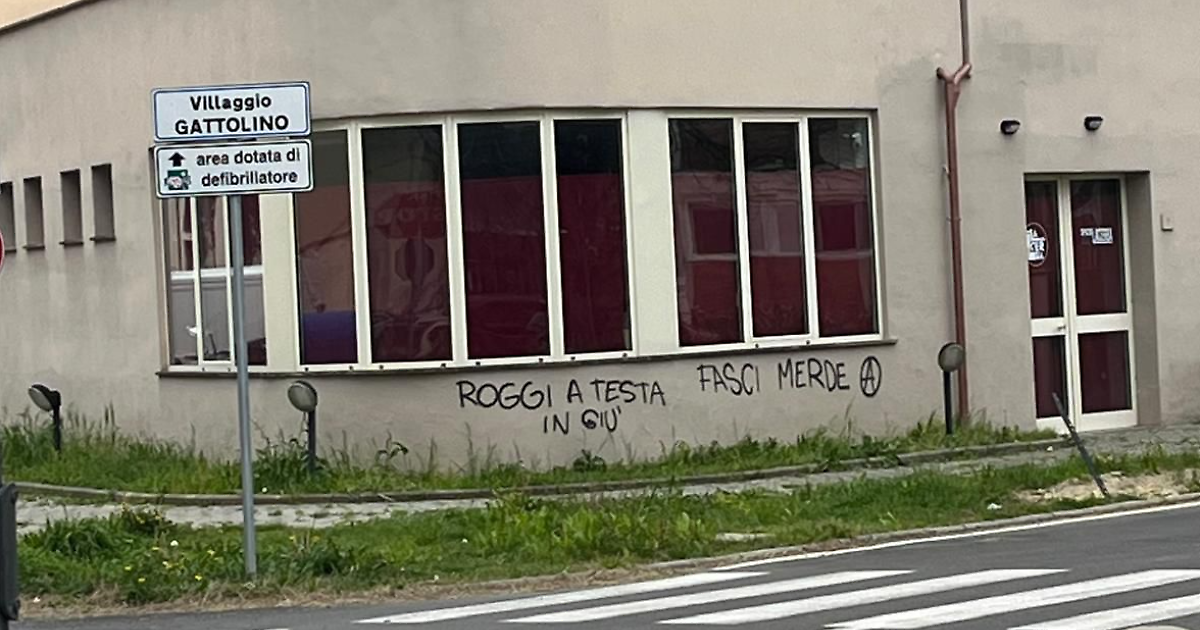 Villaggio
GATTOLINO
area dotata di
defibrillatore
ROGGI A TESTA
IN GIU'
FASCI MERDE Ⓐ